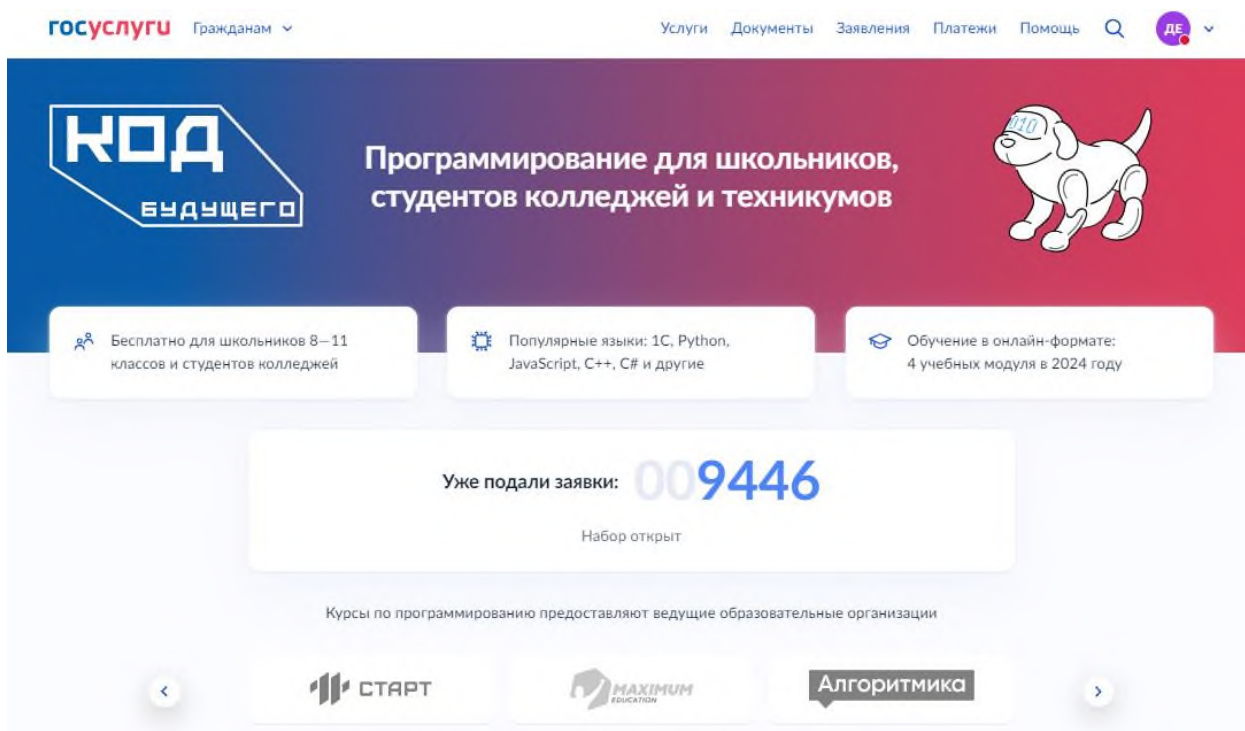 госуслуги Гражданам Услуги Документы Заявления Платежи Помощь ДЕ
КОД
БУДУЩЕГО
Программирование для школьников,
студентов колледжей и техникумов
010
Бесплатно для школьников 8—11
классов и студентов колледжей
Популярные языки: 1С, Python,
JavaScript, C++, C# и другие
Обучение в онлайн-формате:
4 учебных модуля в 2024 году
Уже подали заявки: 009446
Набор открыт
Курсы по программированию предоставляют ведущие образовательные организации
СТАРТ
MAXIMUM
EDUCATION
Алгоритмика